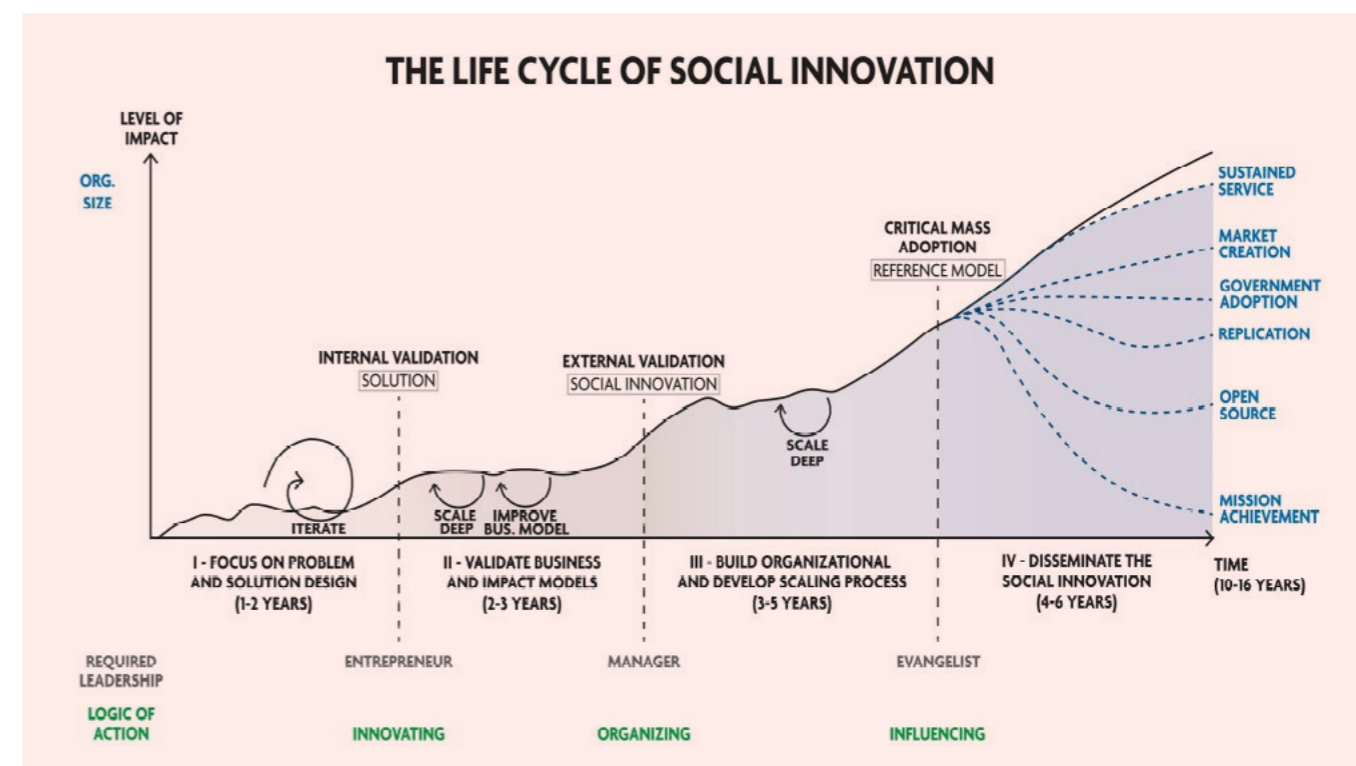 THE LIFE CYCLE OF SOCIAL INNOVATION
LEVEL OF
IMPACT
ORG.
SIZE
SUSTAINED
SERVICE
MARKET
CREATION
GOVERNMENT
ADOPTION
REPLICATION
OPEN
SOURCE
MISSION
ACHIEVEMENT
CRITICAL MASS
ADOPTION
REFERENCE MODEL
INTERNAL VALIDATION
SOLUTION
EXTERNAL VALIDATION
SOCIAL INNOVATION
ITERATE
SCALE
DEEP
IMPROVE
BUS. MODEL
SCALE
DEEP
I - FOCUS ON PROBLEM
AND SOLUTION DESIGN
(1-2 YEARS)
II - VALIDATE BUSINESS
AND IMPACT MODELS
(2-3 YEARS)
III - BUILD ORGANIZATIONAL
AND DEVELOP SCALING PROCESS
(3-5 YEARS)
IV - DISSEMINATE THE
SOCIAL INNOVATION
(4-6 YEARS)
TIME
(10-16 YEARS)
REQUIRED
LEADERSHIP
ENTREPRENEUR
MANAGER
EVANGELIST
LOGIC OF
ACTION
INNOVATING
ORGANIZING
INFLUENCING